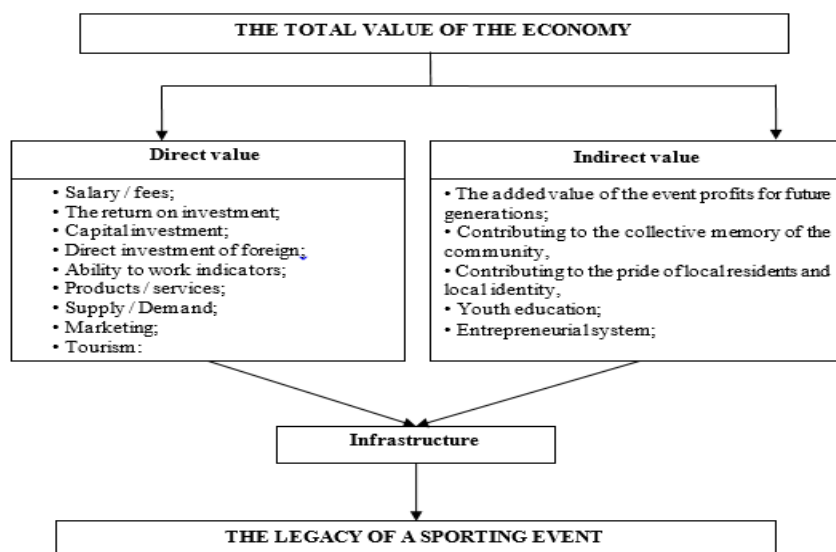 THE TOTAL VALUE OF THE ECONOMY
Direct value
• Salary / fees;
• The return on investment;
• Capital investment;
• Direct investment of foreign;
• Ability to work indicators;
• Products / services;
• Supply / Demand;
• Marketing;
• Tourism:
Indirect value
• The added value of the event profits for future
generations;
• Contributing to the collective memory of the
community,
• Contributing to the pride of local residents and
local identity,
• Youth education;
• Entrepreneurial system;
Infrastructure
THE LEGACY OF A SPORTING EVENT